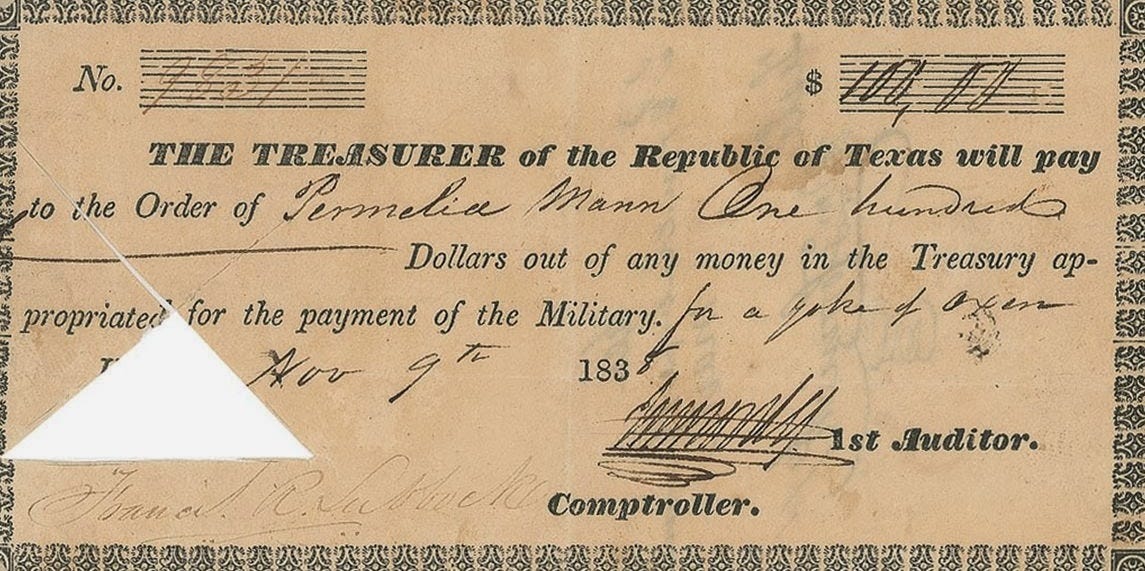 No. 9831 $ 100,00
THE TREASURER of the Republic of Texas will pay
to the Order of Permelia Mann One hundred
Dollars out of any money in the Treasury ap-
propriated for the payment of the Military. for a yoke of oxen
Nov 9th 1838
1st Auditor.
Francis R. Lubbock
Comptroller.